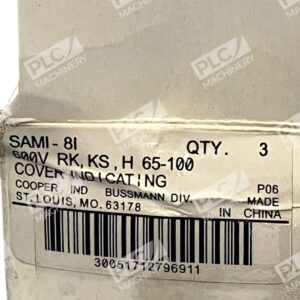 SAMI-8I QTY. 3
600V RK,KS,H 65-100
COVER INDICATING
COOPER IND BUSSMANN DIV. P06
ST.LOUIS,MO. 63178 MADE
IN CHINA
30051712796911
PLC
MACHINERY